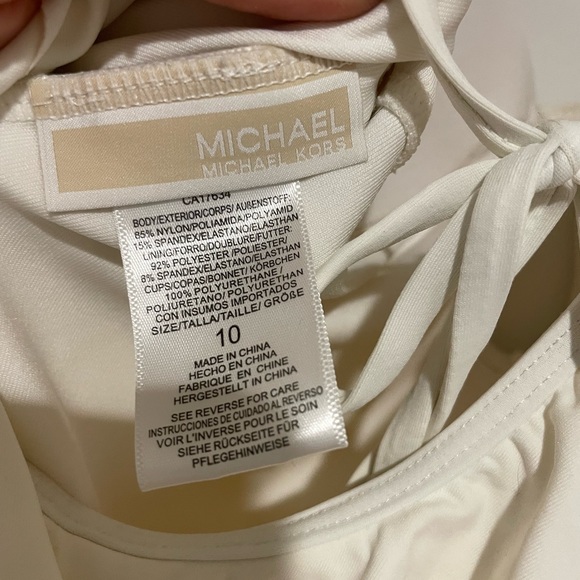 MICHAEL
MICHAEL KORS
CA17634
BODY/EXTERIOR/CORPS/ AUßENSTOFF:
85% NYLON/POLIAMIDA/POLYAMID
15% SPANDEX/ELASTANO/ELASTHAN
LINING/FORRO/DOUBLURE/FUTTER:
92% POLYESTER / POLIÉSTER
8% SPANDEX/ELASTANO/ELASTHAN
CUPS/COPAS/BONNET/ KÖRBCHEN
100% POLYURETHANE /
POLIURETANO/ POLYURETHAN
CON INSUMOS IMPORTADOS
SIZE/TALLA/TAILLE/ GRÖßE
10
MADE IN CHINA
HECHO EN CHINA
FABRIQUE EN CHINE
HERGESTELLT IN CHINA
SEE REVERSE FOR CARE
INSTRUCCIONES DE CUIDADO AL REVERSO
VOIR L'INVERSE POUR LE SOIN
SIEHE RÜCKSEITE FÜR
PFLEGEHINWEISE